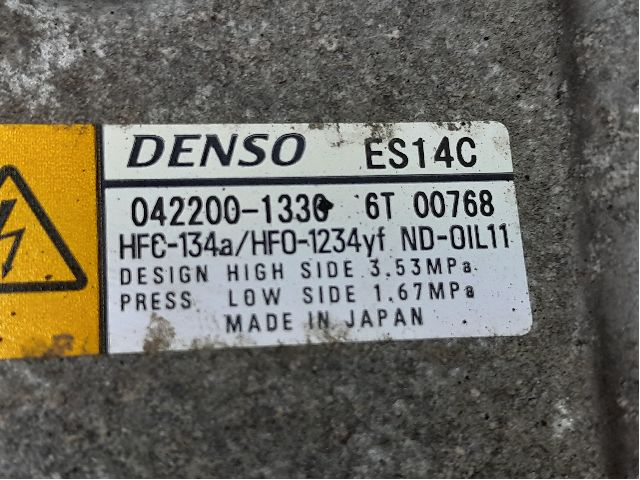 DENSO ES14C
042200-1330 6T 00768
HFC-134a/HFO-1234yf ND-OIL11
DESIGN HIGH SIDE 3.53MPa
PRESS LOW SIDE 1.67MPa
MADE IN JAPAN